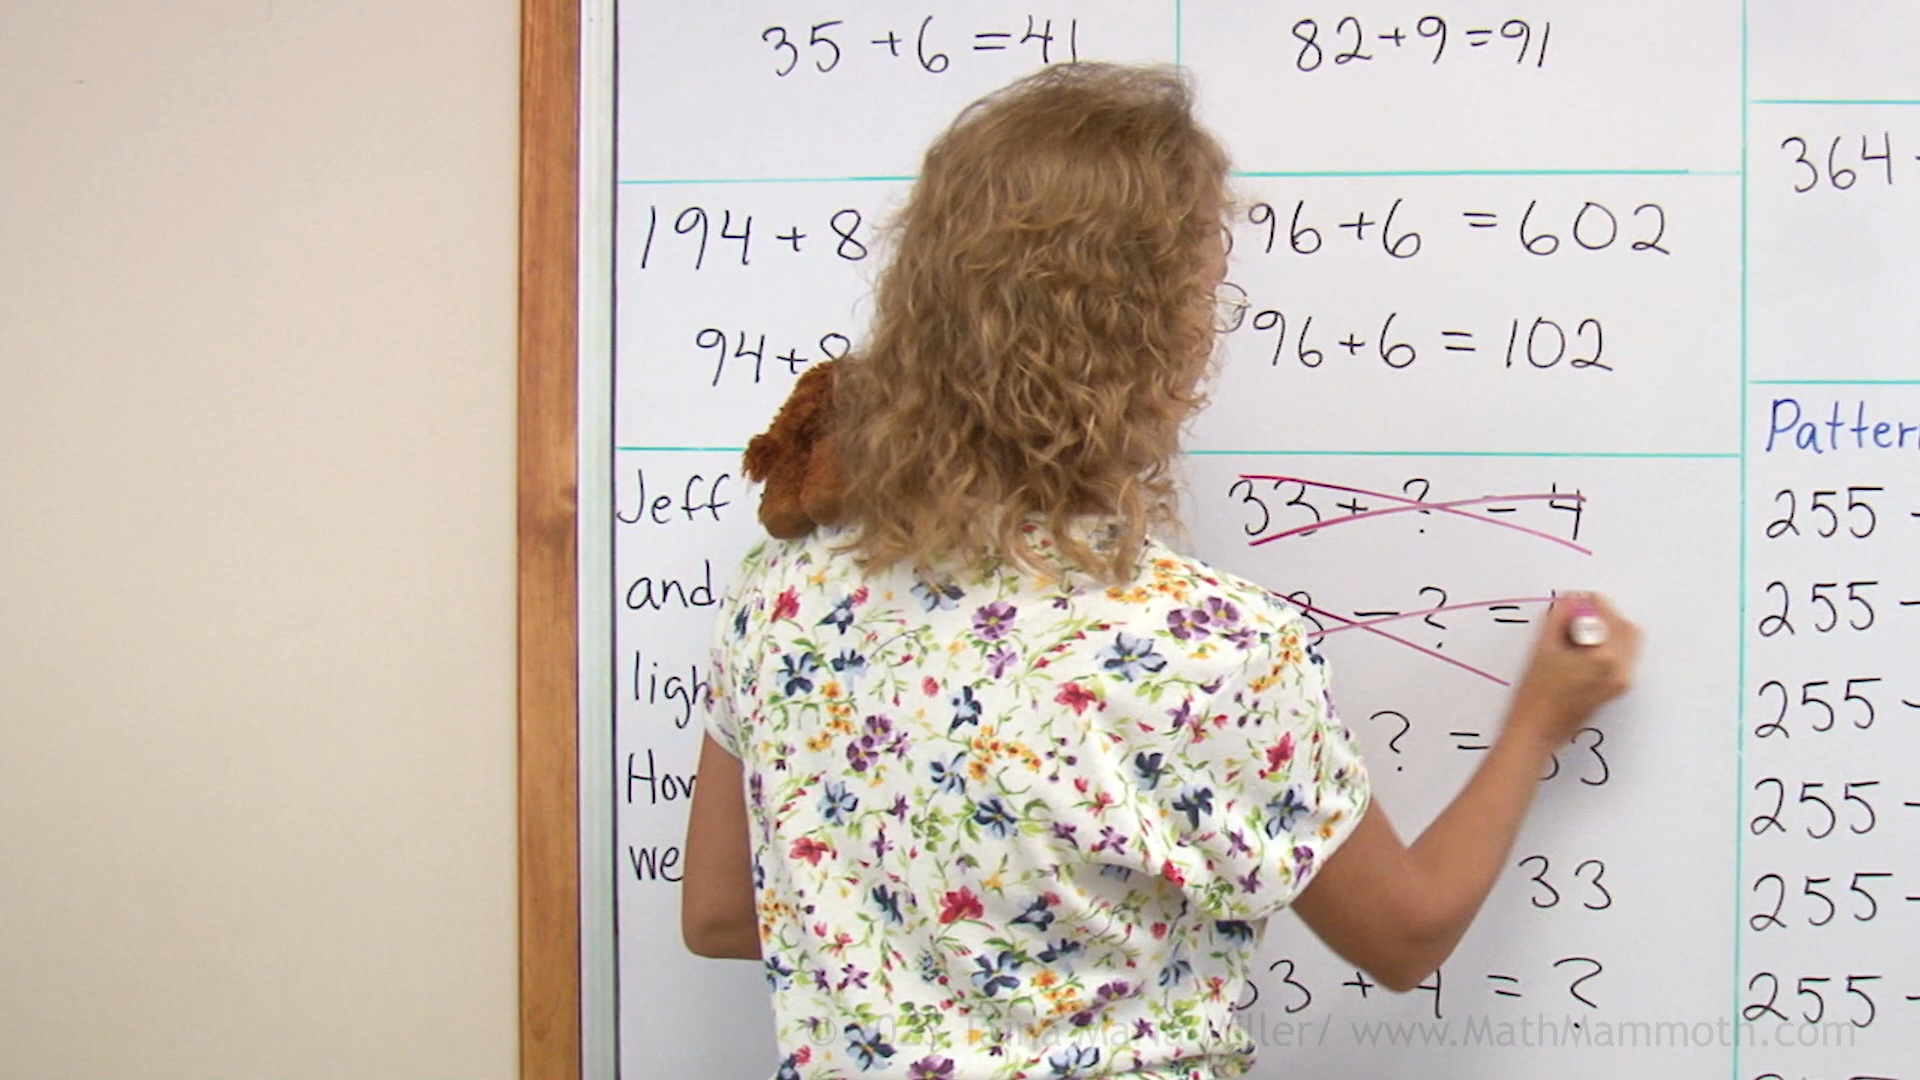 35 + 6 = 41
82 + 9 = 91
194 + 8
96 + 6 = 602
94 + 8
96 + 6 = 102
364
Jeff
and
ligh
How
we
33 + ? = 4
3 - ? =
? = 33
33
33 + 4 = ?
Pattern
255 -
255 -
255 -
255 -
255 -
255 -
Maria Miller / www.MathMammoth.com